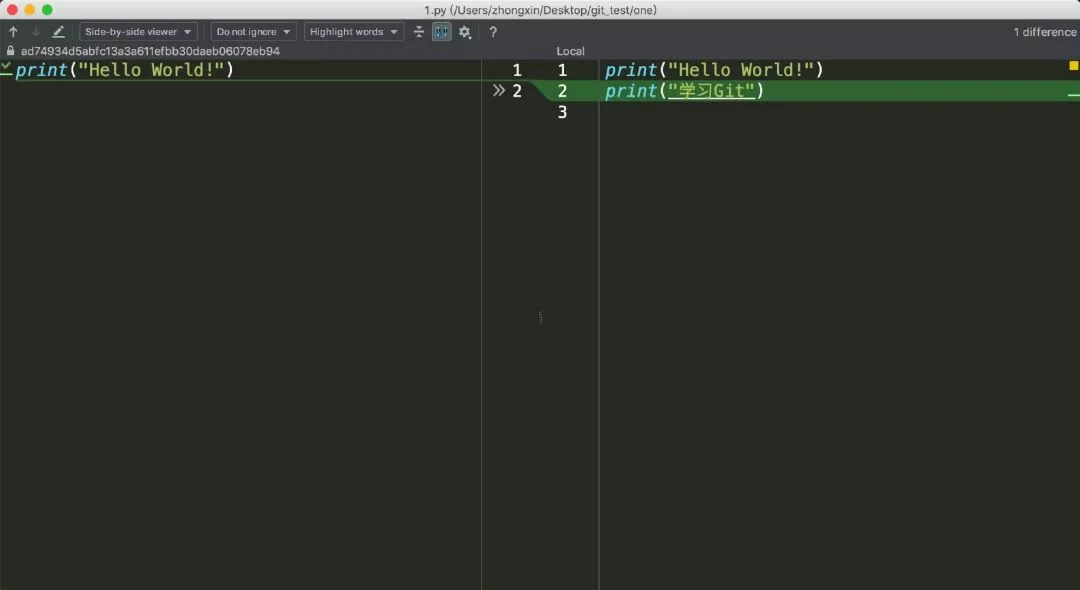 1.py (/Users/zhongxin/Desktop/git_test/one)
Side-by-side viewer Do not ignore Highlight words ? 1 difference
ad74934d5abfc13a3a611efbb30daeb06078eb94 Local
print("Hello World!") 1 1 print("Hello World!")
2 2 print("学习Git")
3